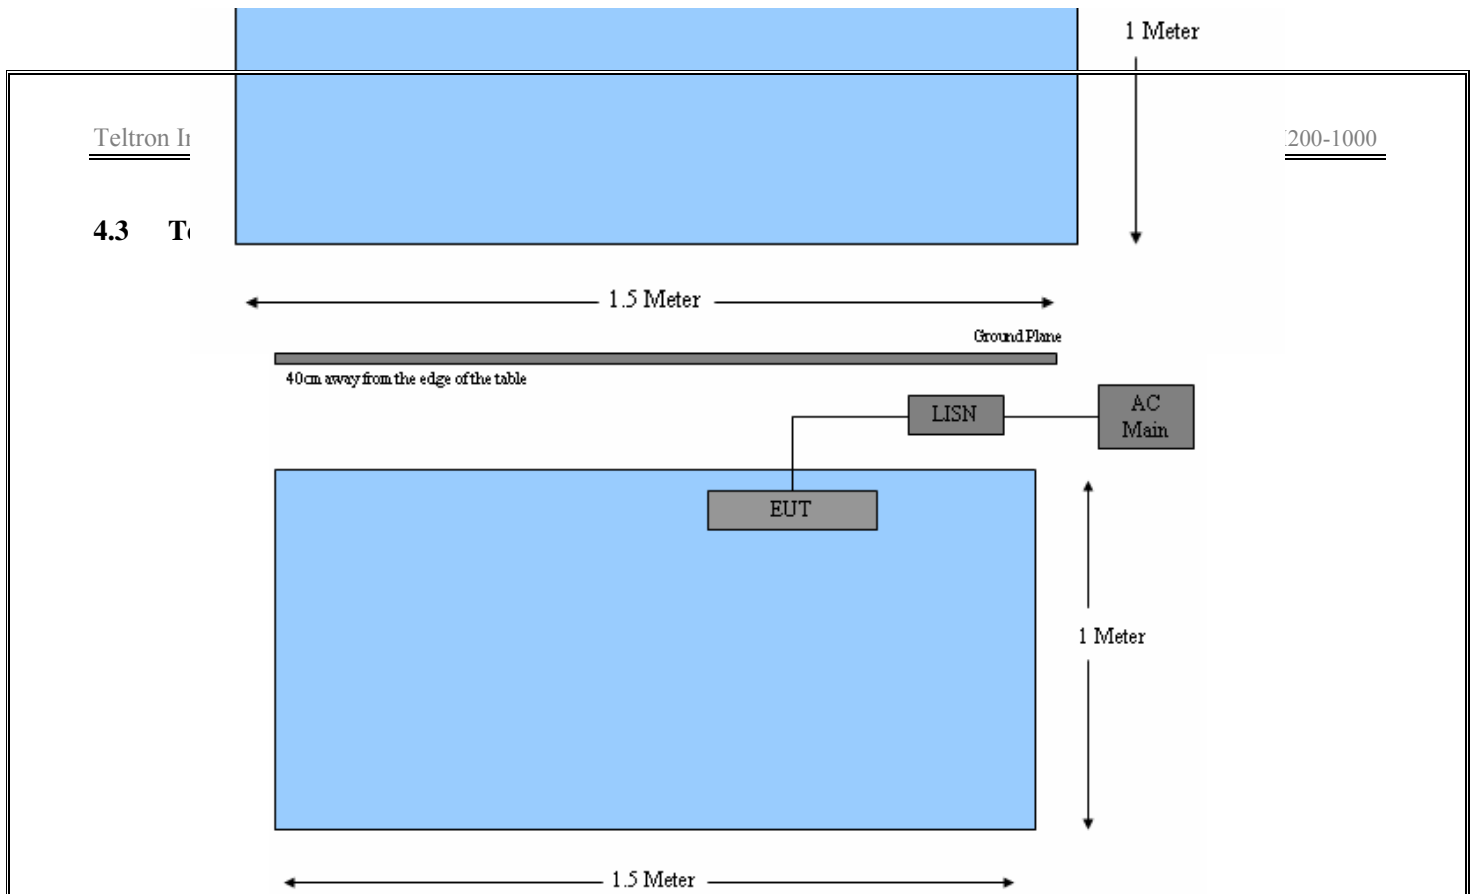 1 Meter
Teltron
200-1000
4.3
1.5 Meter
Ground Plane
40cm away from the edge of the table
LISN
AC
Main
EUT
1 Meter
1.5 Meter